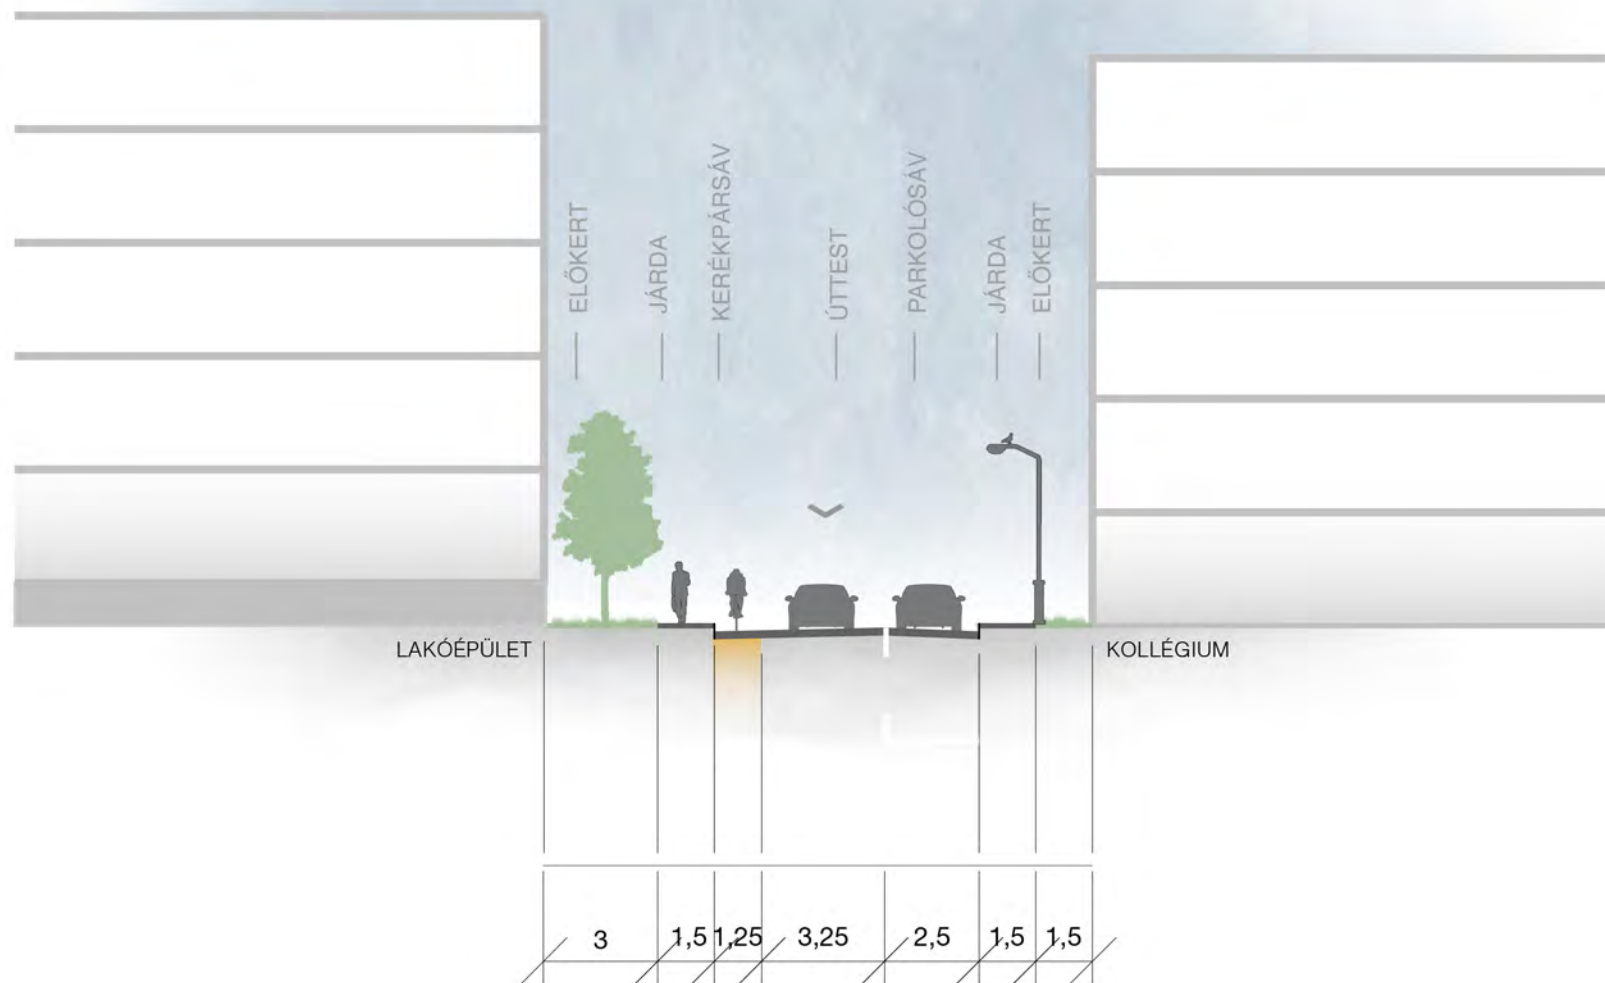 ELŐKERT
JÁRDA
KERÉKPÁRSÁV
ÚTTEST
PARKOLÓSÁV
JÁRDA
ELŐKERT
LAKÓÉPÜLET
KOLLÉGIUM
3
1,5
1,25
3,25
2,5
1,5
1,5